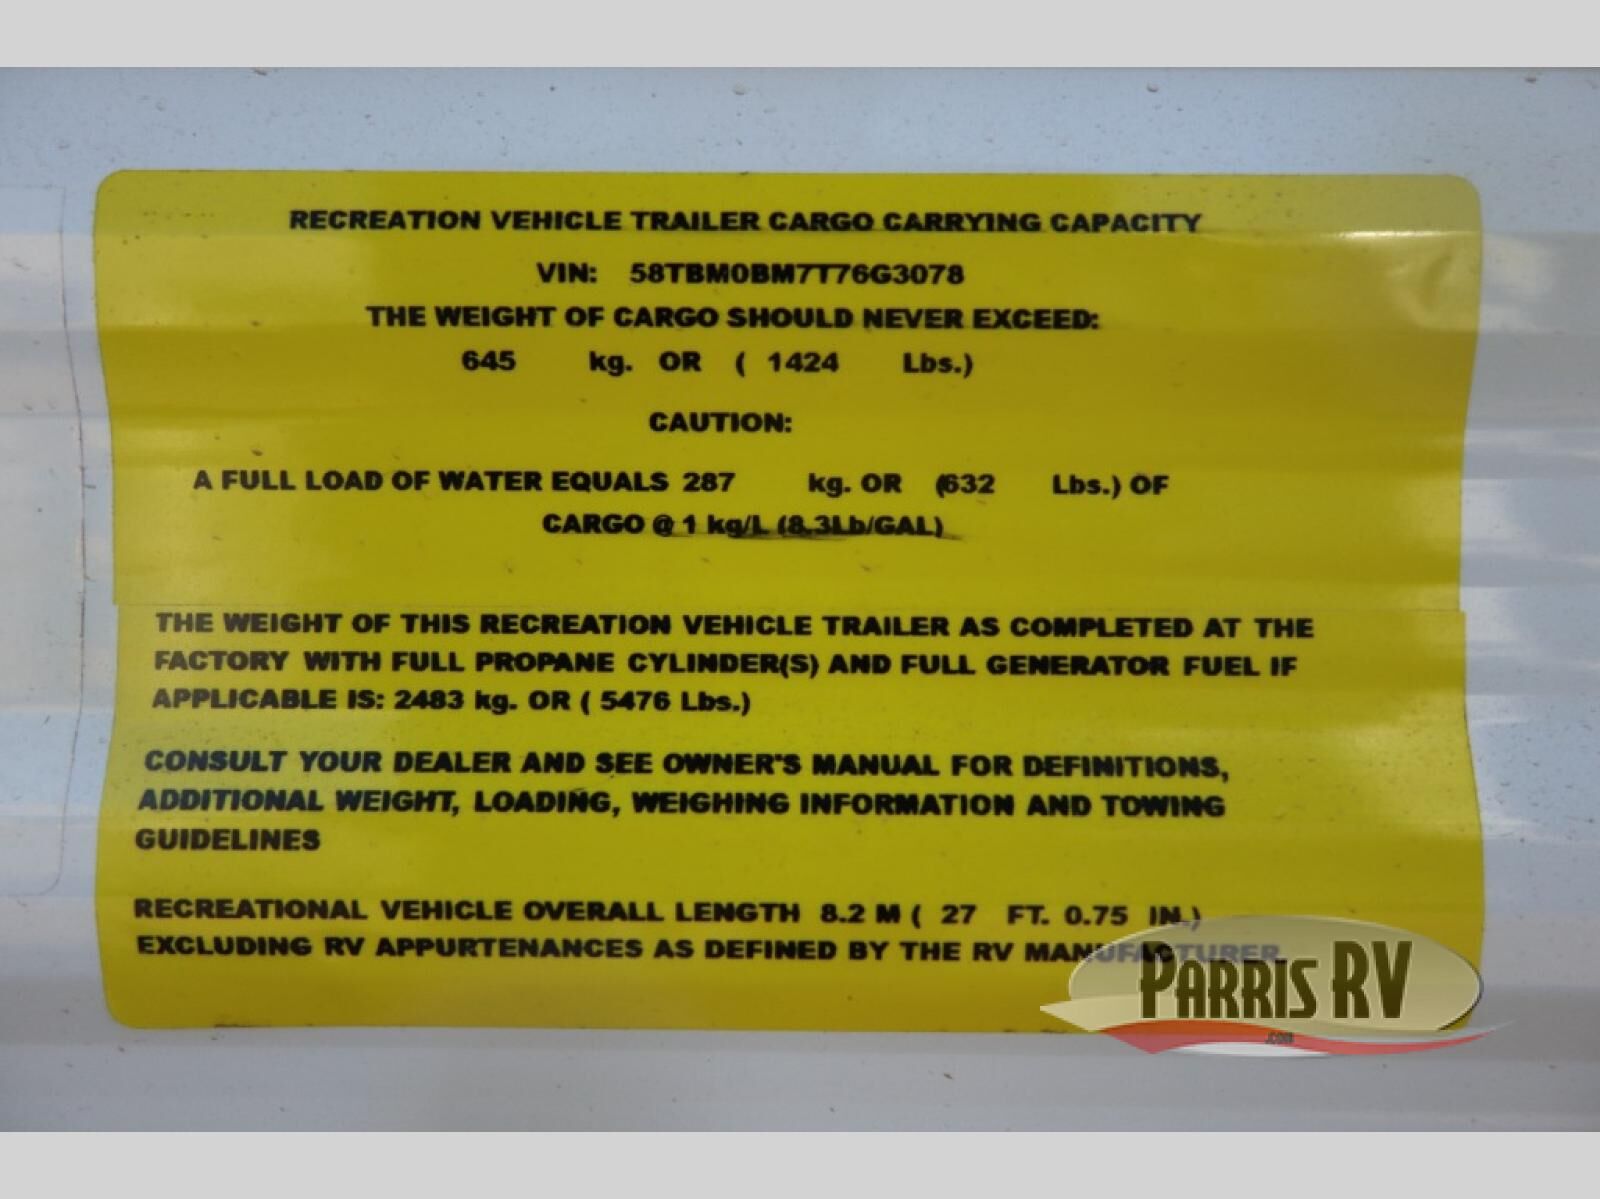 RECREATION VEHICLE TRAILER CARGO CARRYING CAPACITY
VIN: 58TBM0BM7T76G3078
THE WEIGHT OF CARGO SHOULD NEVER EXCEED:
645 kg. OR ( 1424 Lbs.)
CAUTION:
A FULL LOAD OF WATER EQUALS 287 kg. OR (632 Lbs.) OF
CARGO @ 1 kg/L (8.3Lb/GAL)
THE WEIGHT OF THIS RECREATION VEHICLE TRAILER AS COMPLETED AT THE
FACTORY WITH FULL PROPANE CYLINDER(S) AND FULL GENERATOR FUEL IF
APPLICABLE IS: 2483 kg. OR ( 5476 Lbs.)
CONSULT YOUR DEALER AND SEE OWNER'S MANUAL FOR DEFINITIONS,
ADDITIONAL WEIGHT, LOADING, WEIGHING INFORMATION AND TOWING
GUIDELINES
RECREATIONAL VEHICLE OVERALL LENGTH 8.2 M ( 27 FT. 0.75 IN.)
EXCLUDING RV APPURTENANCES AS DEFINED BY THE RV MANUFACTURER.
PARRIS RV
.com